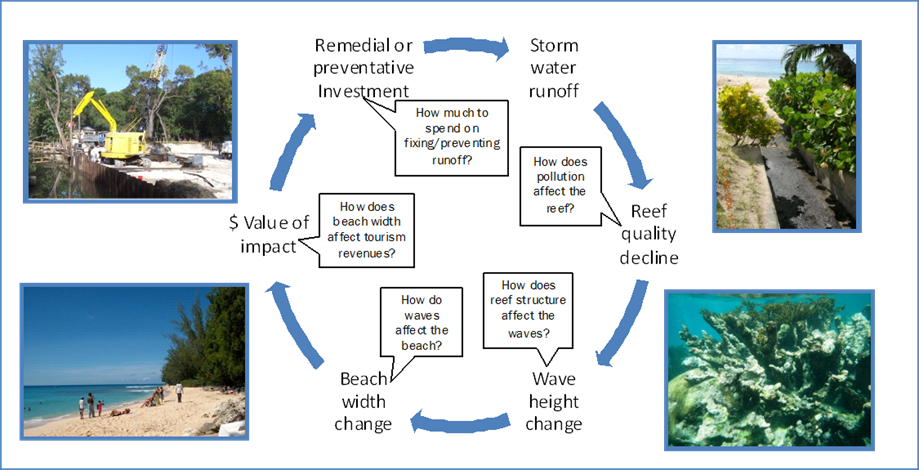 Remedial or
preventative
Investment
Storm
water
runoff
How much to
spend on
fixing/preventing
runoff?
How does
pollution
affect the
reef?
Reef
quality
decline
How does
reef structure
affect the
waves?
Wave
height
change
How do
waves
affect the
beach?
Beach
width
change
$ Value of
impact
How does
beach width
affect tourism
revenues?